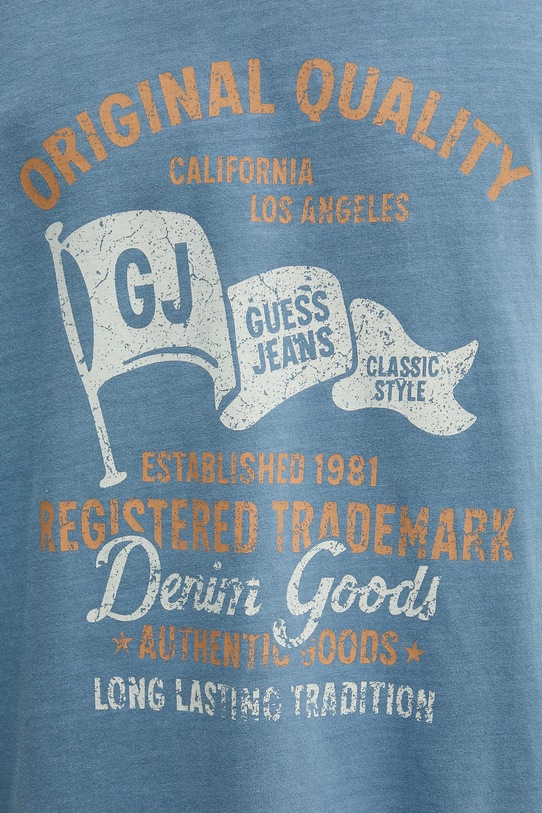 ORIGINAL QUALITY
CALIFORNIA
LOS ANGELES
GJ
GUESS
JEANS
CLASSIC
STYLE
ESTABLISHED 1981
REGISTERED TRADEMARK
Denim Goods
★ AUTHENTIC GOODS ★
LONG LASTING TRADITION